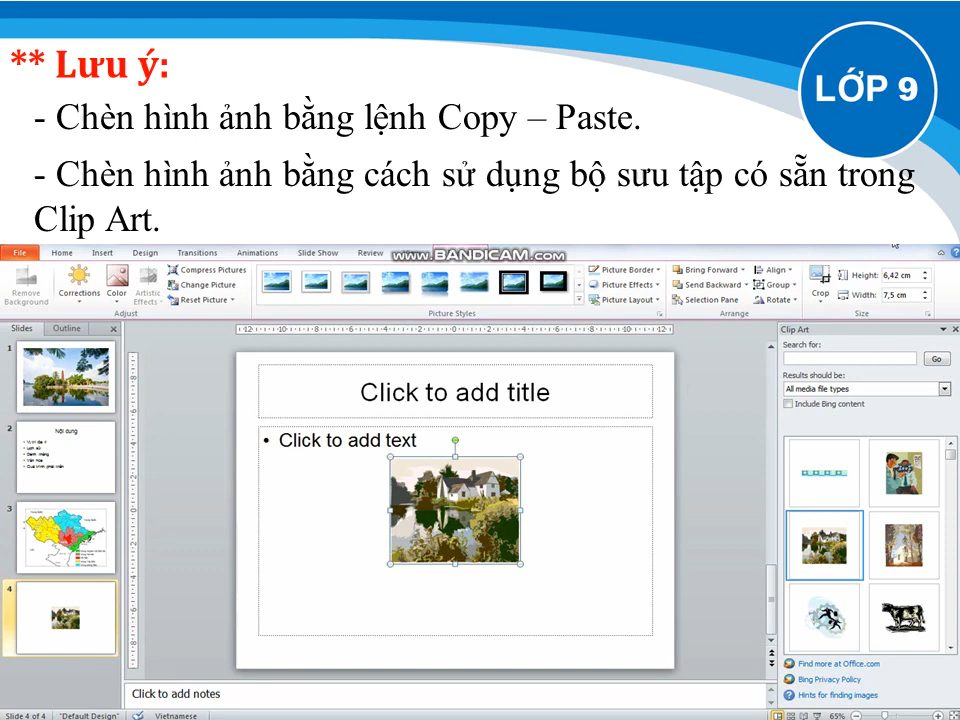 ** Lưu ý:
LỚP 9
- Chèn hình ảnh bằng lệnh Copy – Paste.
- Chèn hình ảnh bằng cách sử dụng bộ sưu tập có sẵn trong
Clip Art.
www.BANDICAM.com
File Home Insert Design Transitions Animations Slide Show Review
Remove Background
Corrections
Color
Artistic Effects
Compress Pictures
Change Picture
Reset Picture
Adjust
Picture Styles
Picture Border
Picture Effects
Picture Layout
Bring Forward
Send Backward
Selection Pane
Align
Group
Rotate
Arrange
Crop
Height: 6,42 cm
Width: 7,5 cm
Size
Slides Outline
1
2
Nội dung
3
4
Click to add title
• Click to add text
Click to add notes
Clip Art
Search for:
Go
Results should be:
All media file types
Include Bing content
Find more at Office.com
Bing Privacy Policy
Hints for finding images
Slide 4 of 4 "Default Design" Vietnamese 65%